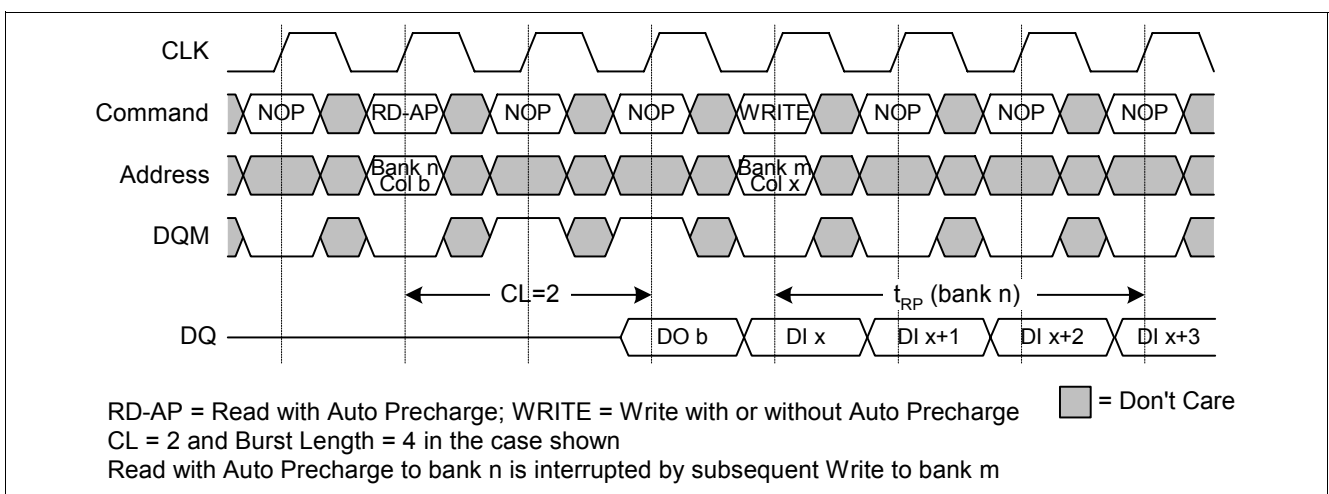 CLK
Command NOP RD-AP NOP NOP WRITE NOP NOP NOP
Address Bank n Col b Bank m Col x
DQM
CL=2 tRP (bank n)
DQ DO b DI x DI x+1 DI x+2 DI x+3
RD-AP = Read with Auto Precharge; WRITE = Write with or without Auto Precharge = Don't Care
CL = 2 and Burst Length = 4 in the case shown
Read with Auto Precharge to bank n is interrupted by subsequent Write to bank m